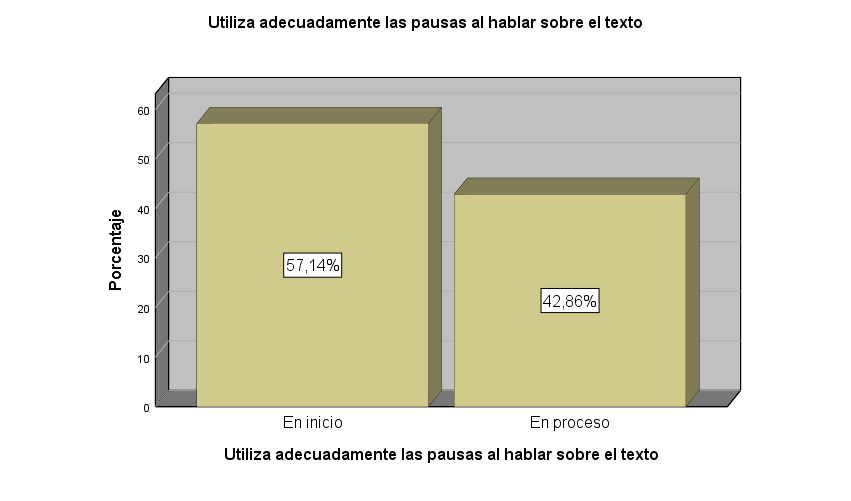 Utiliza adecuadamente las pausas al hablar sobre el texto
Porcentaje
60
50
40
30
20
10
0
57,14%
42,86%
En inicio
En proceso
Utiliza adecuadamente las pausas al hablar sobre el texto